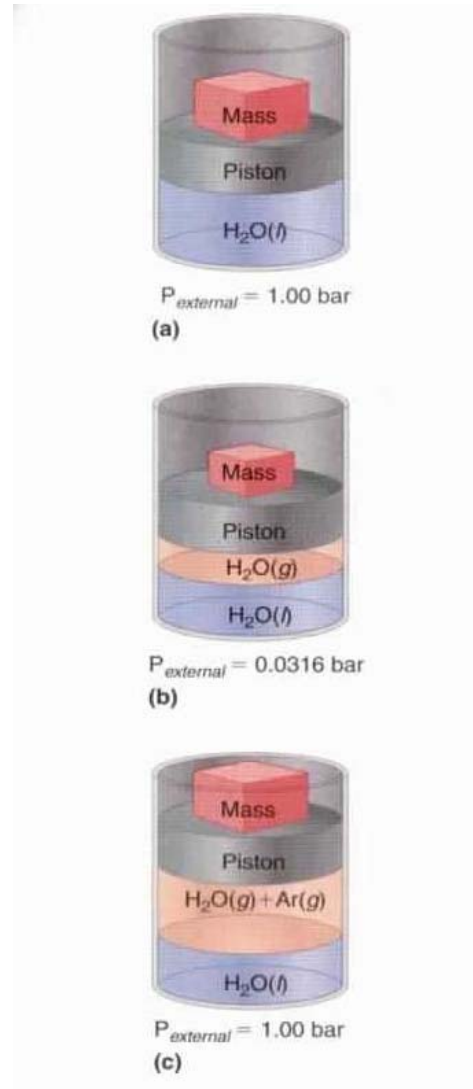 Mass
Piston
H₂O(l)
P_external = 1.00 bar
(a)
Mass
Piston
H₂O(g)
H₂O(l)
P_external = 0.0316 bar
(b)
Mass
Piston
H₂O(g)+Ar(g)
H₂O(l)
P_external = 1.00 bar
(c)